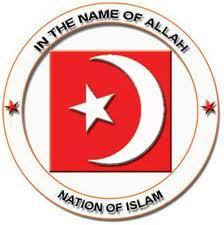 IN THE NAME OF ALLAH
NATION OF ISLAM